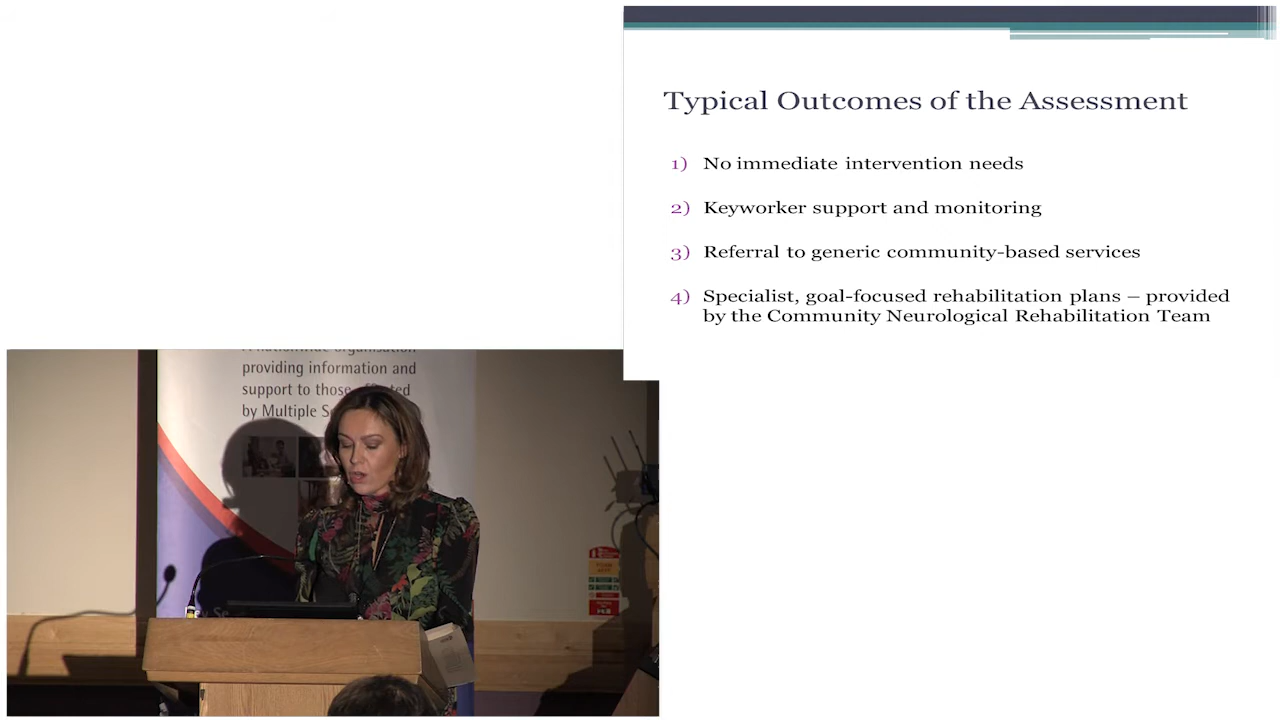 Typical Outcomes of the Assessment
1) No immediate intervention needs
2) Keyworker support and monitoring
3) Referral to generic community-based services
4) Specialist, goal-focused rehabilitation plans – provided
by the Community Neurological Rehabilitation Team
A nationwide organisation
providing information and
support to those
by Multiple